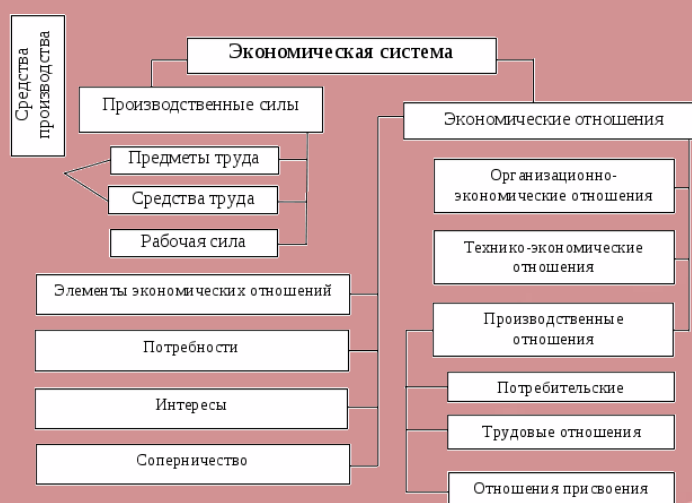 Средства
производства
Экономическая система
Производственные силы
Экономические отношения
Предметы труда
Средства труда
Рабочая сила
Организационно-
экономические отношения
Технико-экономические
отношения
Элементы экономических отношений
Производственные
отношения
Потребности
Потребительские
Интересы
Трудовые отношения
Соперничество
Отношения присвоения